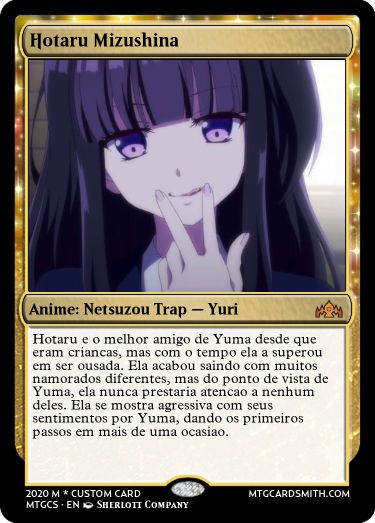 Hotaru Mizushina
Anime: Netsuzou Trap — Yuri
Hotaru e o melhor amigo de Yuma desde que
eram criancas, mas com o tempo ela a superou
em ser ousada. Ela acabou saindo com muitos
namorados diferentes, mas do ponto de vista de
Yuma, ela nunca prestaria atencao a nenhum
deles. Ela se mostra agressiva com seus
sentimentos por Yuma, dando os primeiros
passos em mais de uma ocasiao.
2020 M * CUSTOM CARD
MTGCARDSMITH.COM
MTGCS · EN Sherlott Company